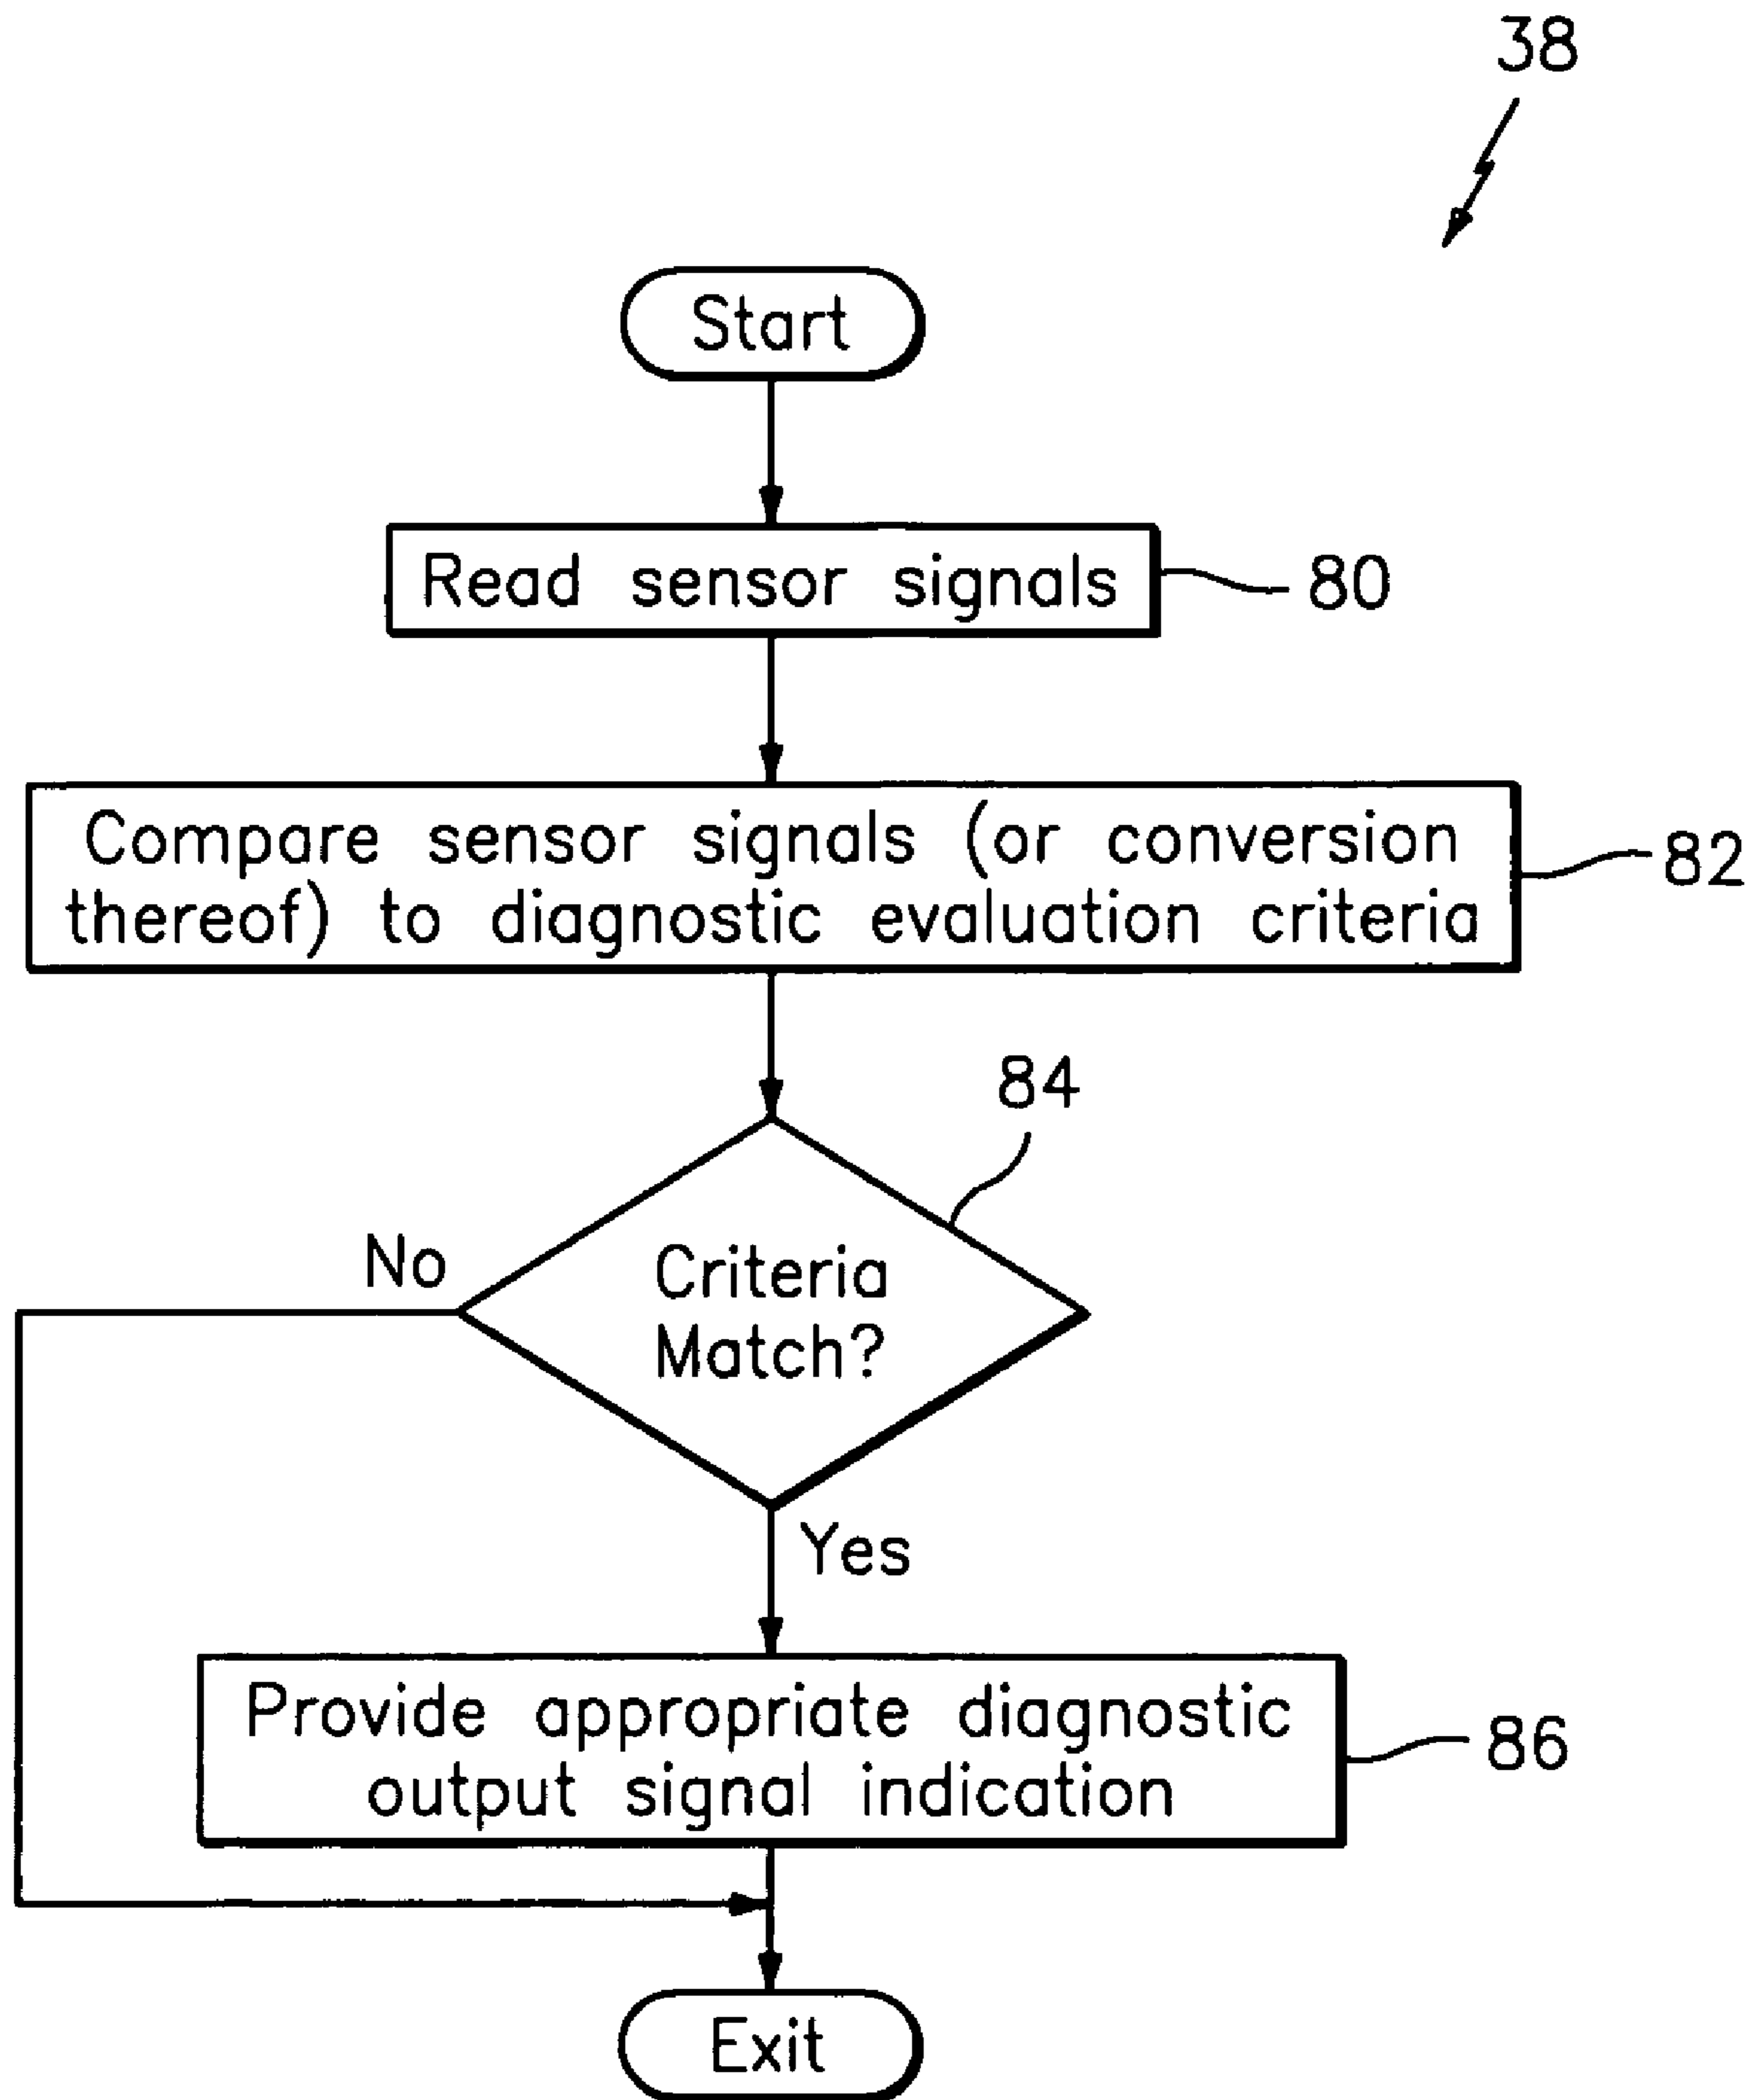 38
Start
Read sensor signals
80
Compare sensor signals (or conversion
thereof) to diagnostic evaluation criteria
82
84
No
Criteria
Match?
Yes
Provide appropriate diagnostic
output signal indication
86
Exit